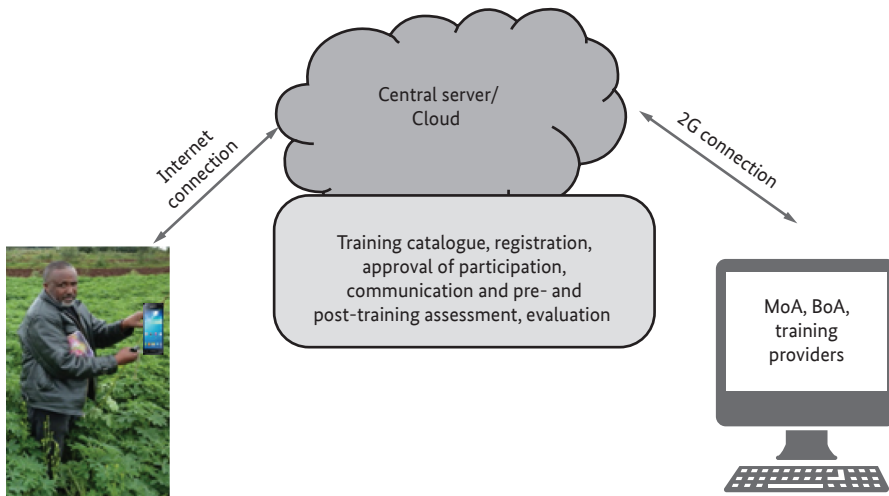 Central server/
Cloud
Internet
connection
2G connection
Training catalogue, registration,
approval of participation,
communication and pre- and
post-training assessment, evaluation
MoA, BoA,
training
providers